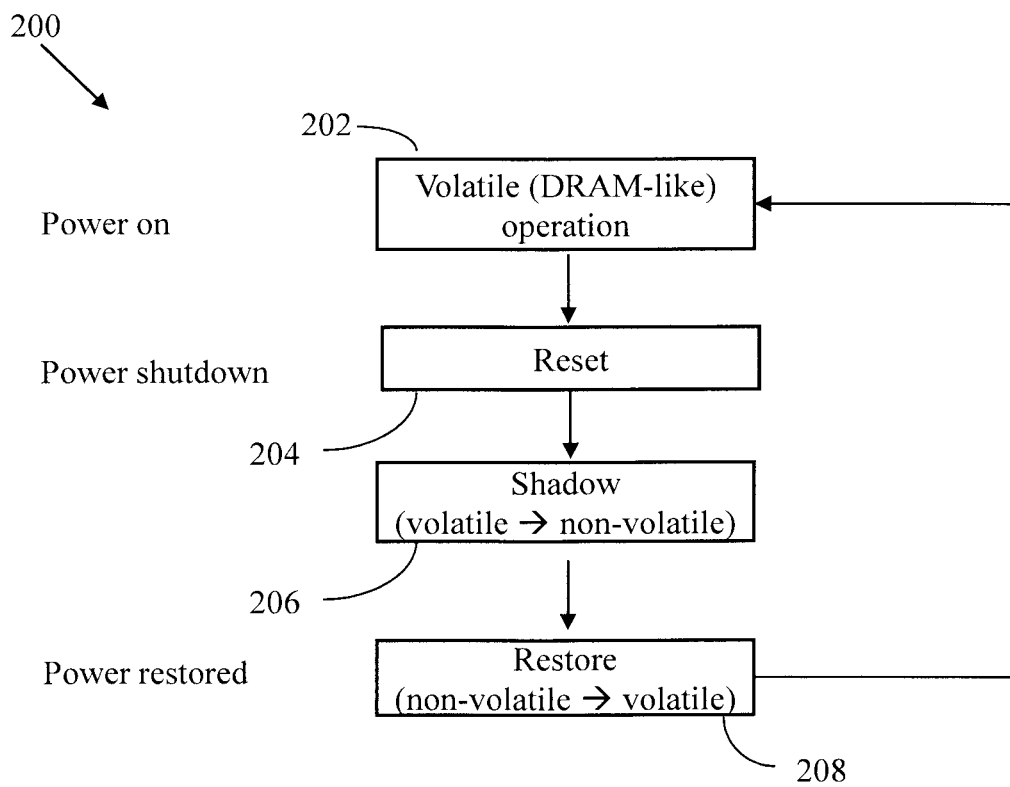 200
202
Volatile (DRAM-like)
operation
Power on
Reset
Power shutdown
204
Shadow
(volatile → non-volatile)
206
Restore
Power restored
(non-volatile → volatile)
208